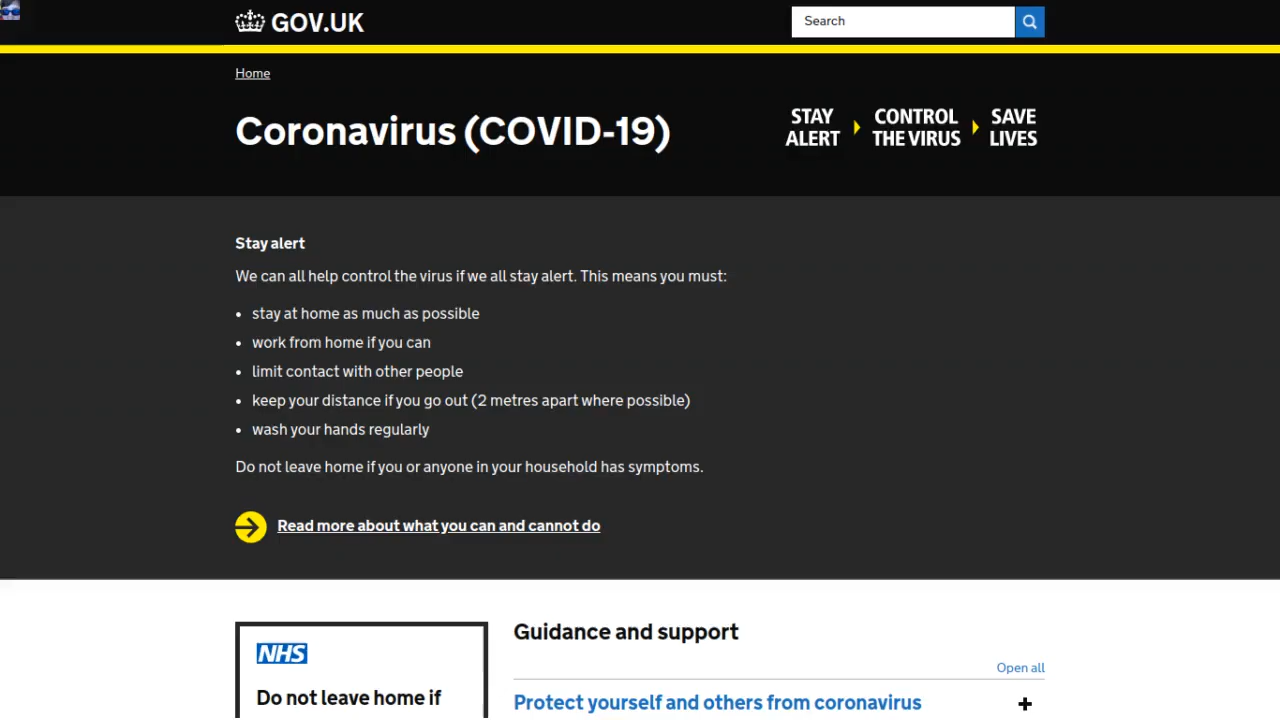 GOV.UK
Search
Home
Coronavirus (COVID-19)
STAY ALERT
CONTROL THE VIRUS
SAVE LIVES
Stay alert
We can all help control the virus if we all stay alert. This means you must:
• stay at home as much as possible
• work from home if you can
• limit contact with other people
• keep your distance if you go out (2 metres apart where possible)
• wash your hands regularly
Do not leave home if you or anyone in your household has symptoms.
Read more about what you can and cannot do
NHS
Do not leave home if
Guidance and support
Open all
Protect yourself and others from coronavirus